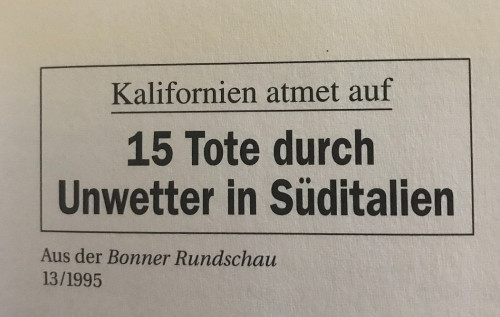 Kalifornien atmet auf
15 Tote durch
Unwetter in Süditalien
Aus der Bonner Rundschau
13/1995